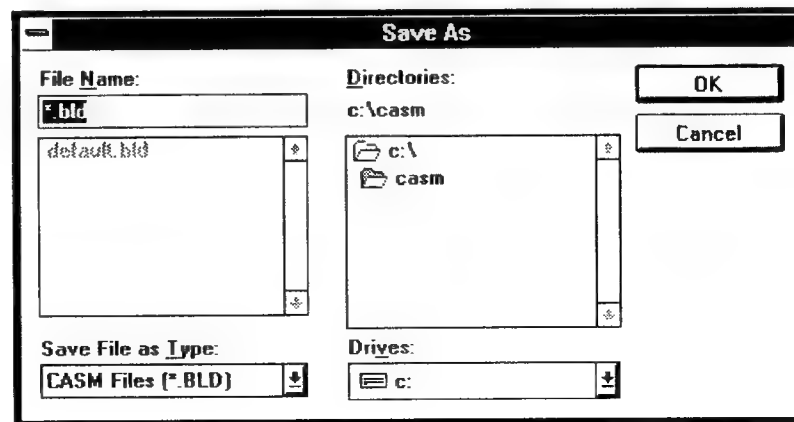 Save As
File Name:
*.bld
default.bld
Save File as Type:
CASM Files (*.BLD)
Directories:
c:\casm
c:\
casm
Drives:
c:
OK
Cancel